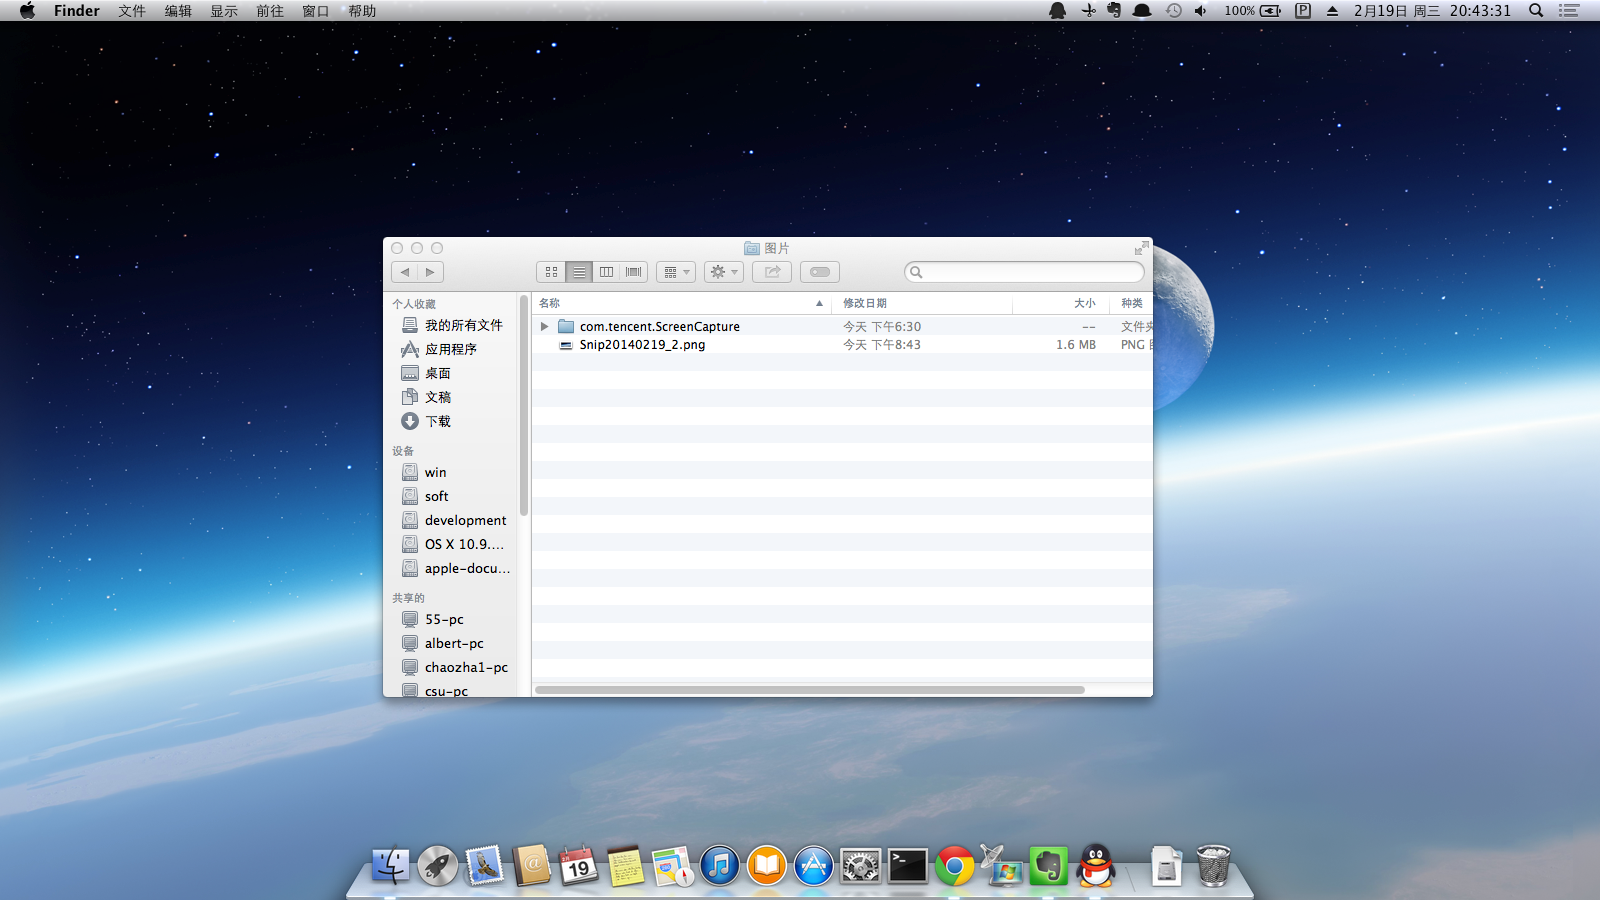 Finder 文件 编辑 显示 前往 窗口 帮助 100% P 2月19日 周三 20:43:31
图片
个人收藏
我的所有文件
应用程序
桌面
文稿
下载
设备
win
soft
development
OS X 10.9....
apple-docu...
共享的
55-pc
albert-pc
chaozha1-pc
csu-pc
名称 修改日期 大小 种类
com.tencent.ScreenCapture 今天 下午6:30 -- 文件夹
Snip20140219_2.png 今天 下午8:43 1.6 MB PNG
19